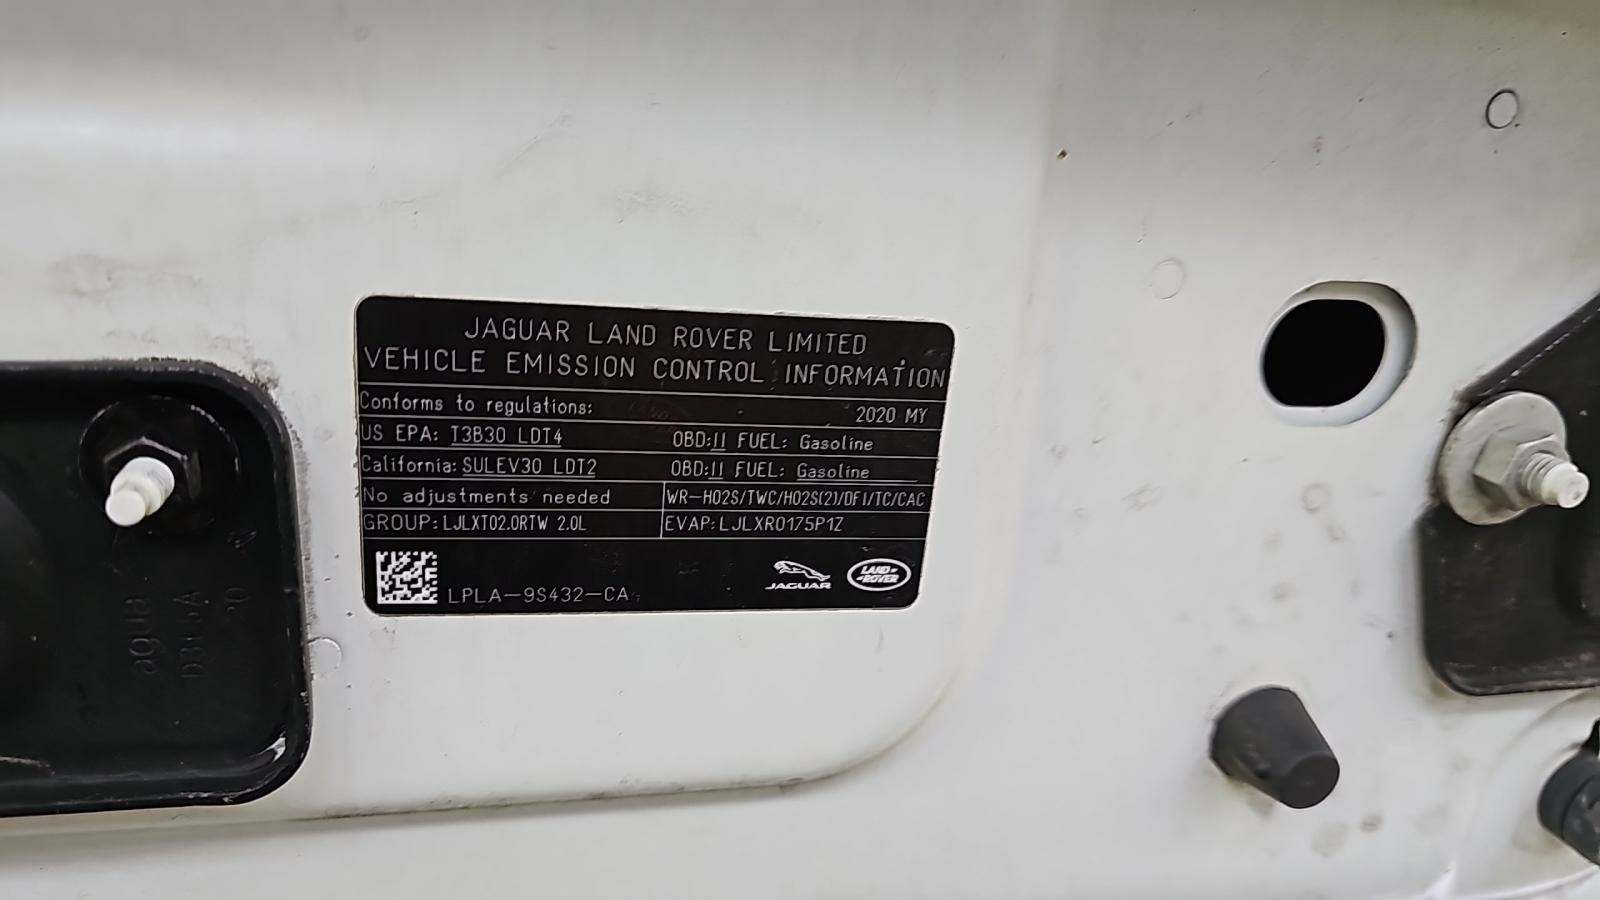 JAGUAR LAND ROVER LIMITED
VEHICLE EMISSION CONTROL INFORMATION
Conforms to regulations: 2020 MY
US EPA: T3B30 LDT4 OBD:II FUEL: Gasoline
California: SULEV30 LDT2 OBD:II FUEL: Gasoline
No adjustments needed WR-HO2S/TWC/HO2S(2)/DFI/TC/CAC
GROUP: LJLXT02.0RTW 2.0L EVAP: LJLXR0175P1Z
LPLA-9S432-CA
JAGUAR
LAND-
-ROVER